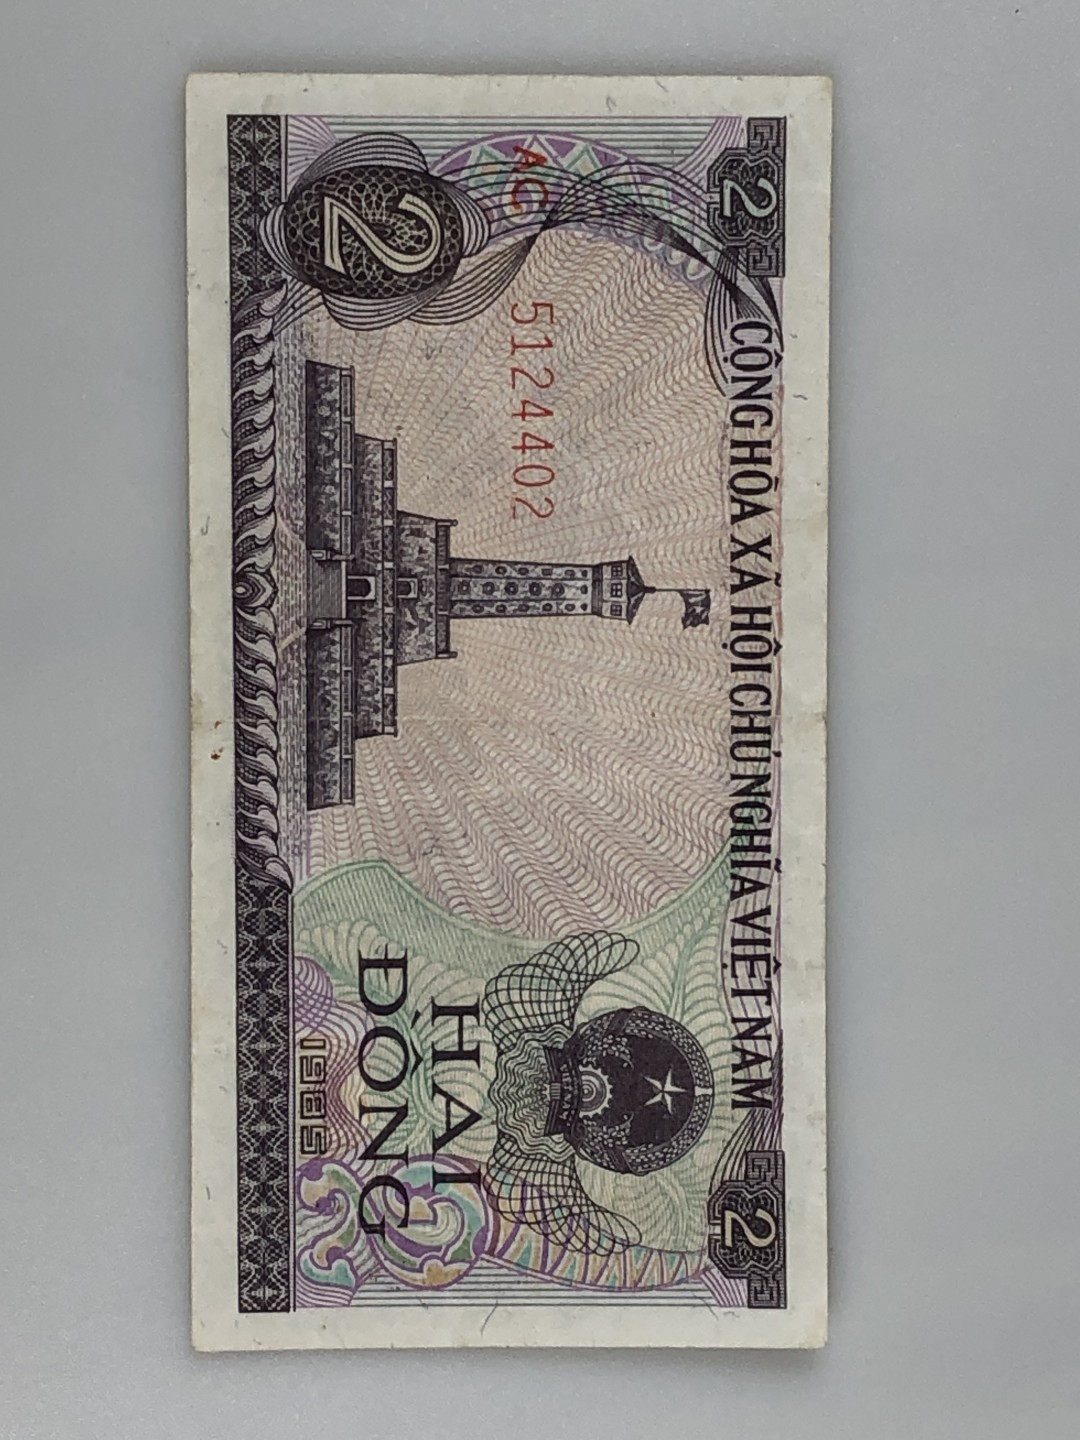 2
CỘNG HÒA XÃ HỘI CHỦ NGHĨA VIỆT NAM
2
AC 5124402
2
HAI
ĐỒNG
1985